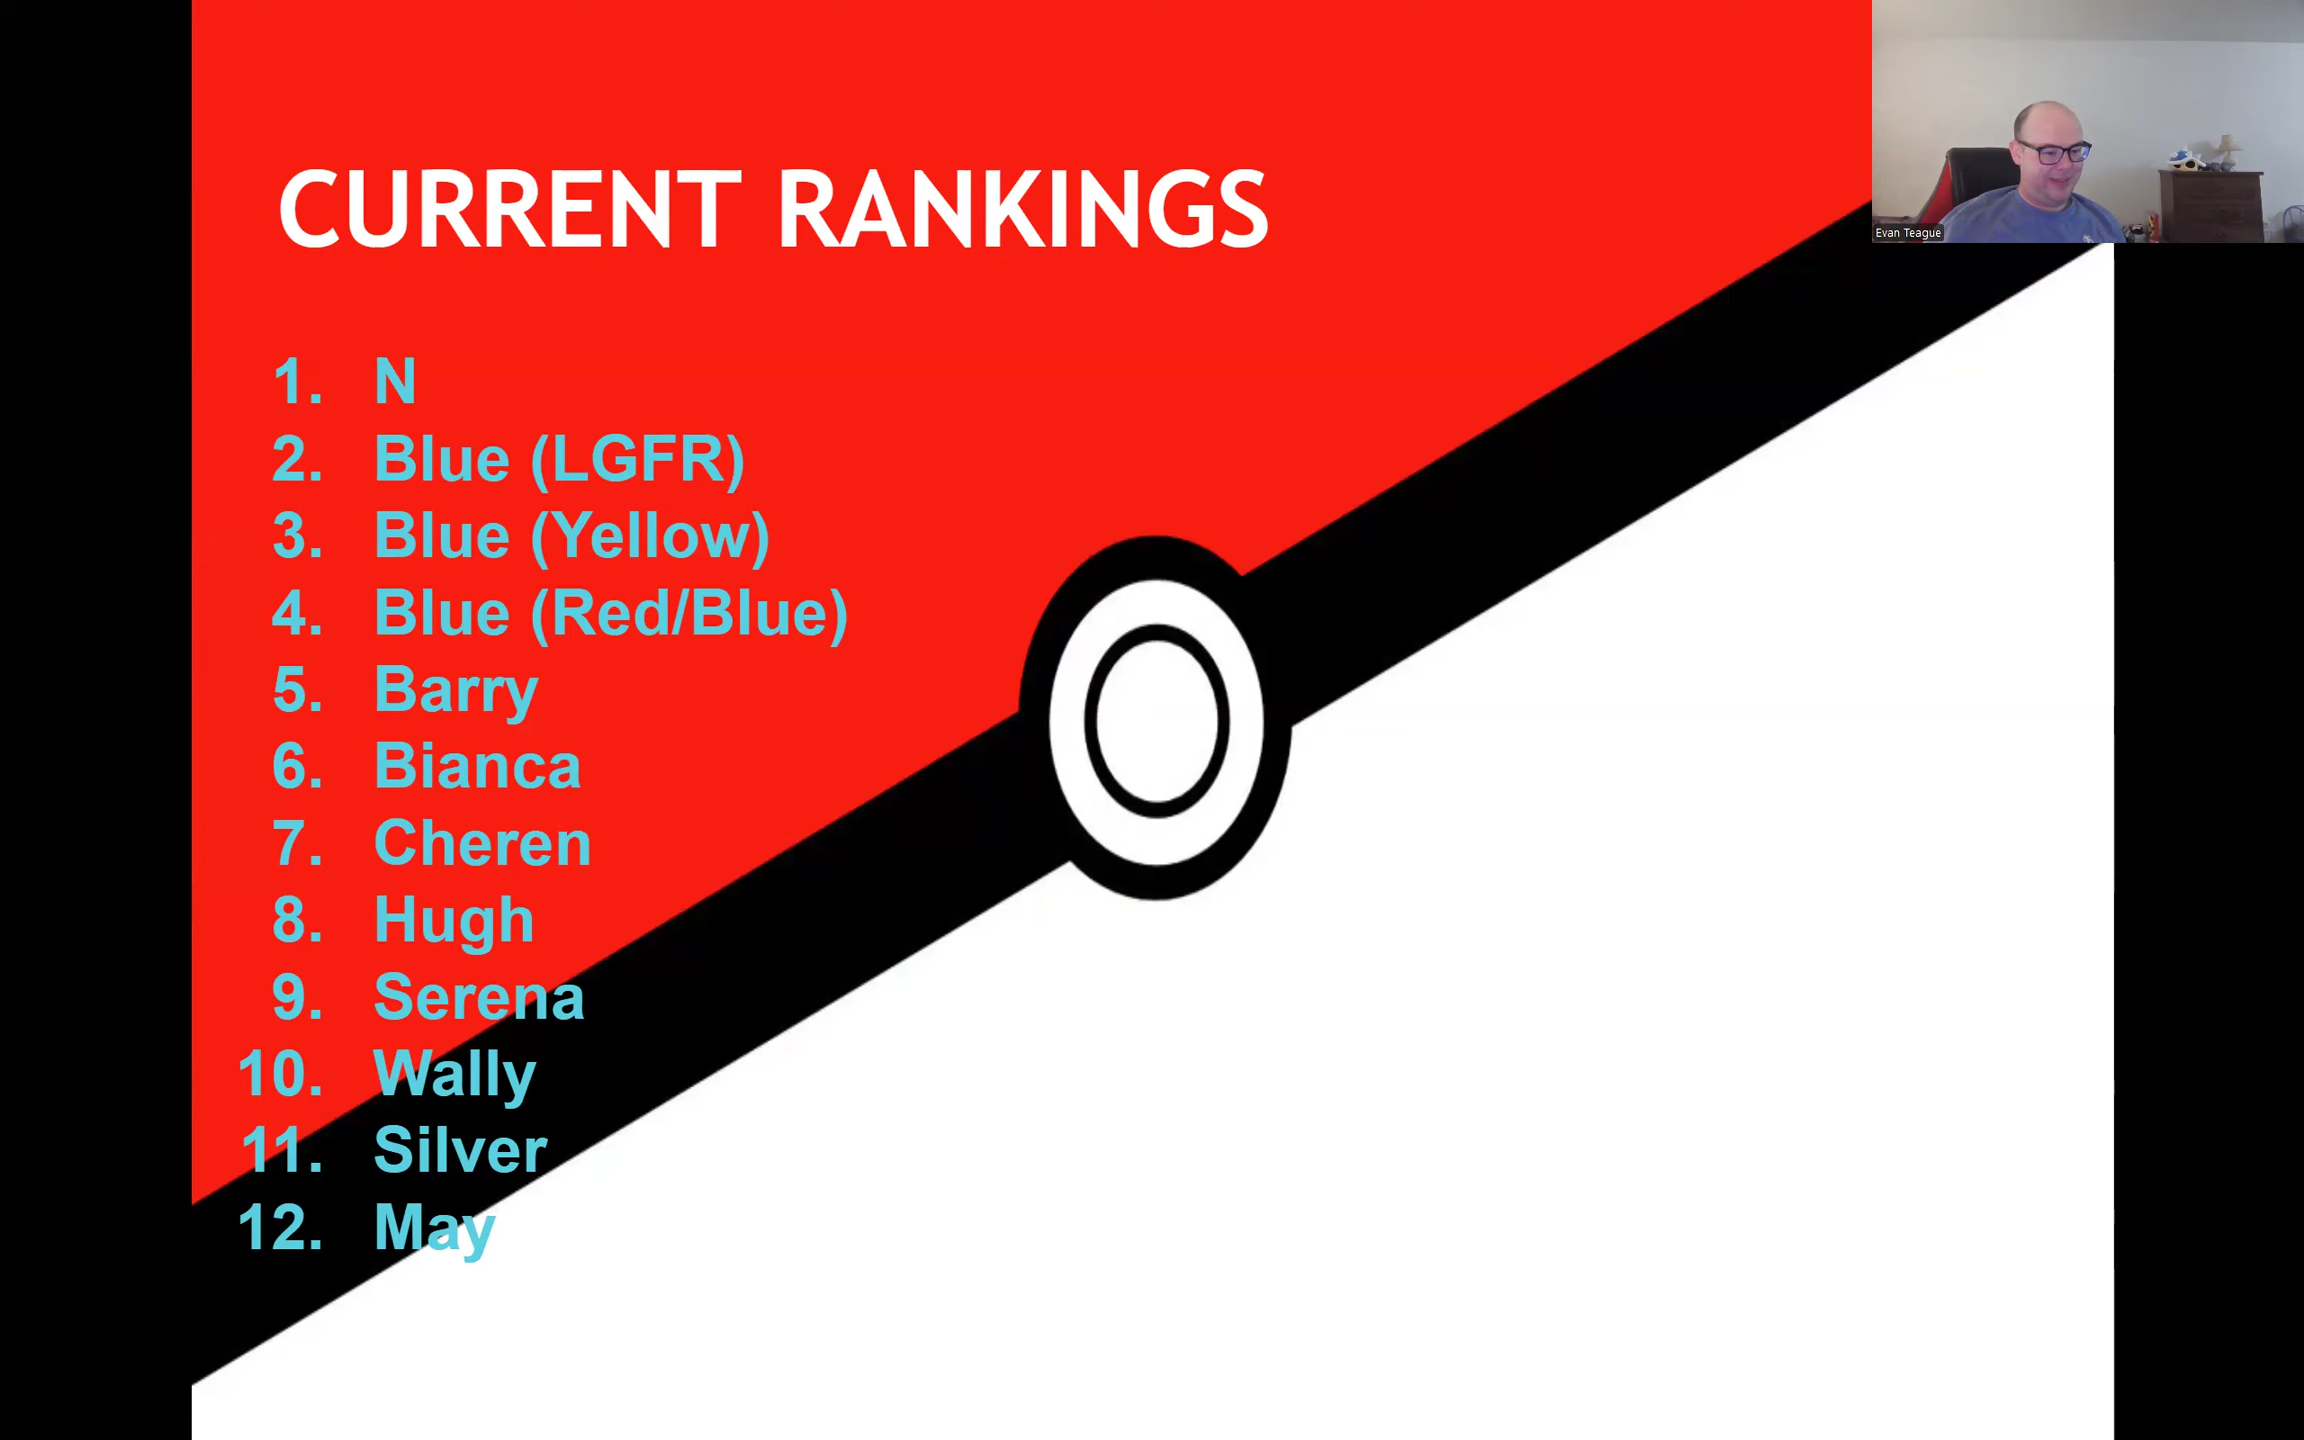 CURRENT RANKINGS
Evan Teague
1. N
2. Blue (LGFR)
3. Blue (Yellow)
4. Blue (Red/Blue)
5. Barry
6. Bianca
7. Cheren
8. Hugh
9. Serena
10. Wally
11. Silver
12. May